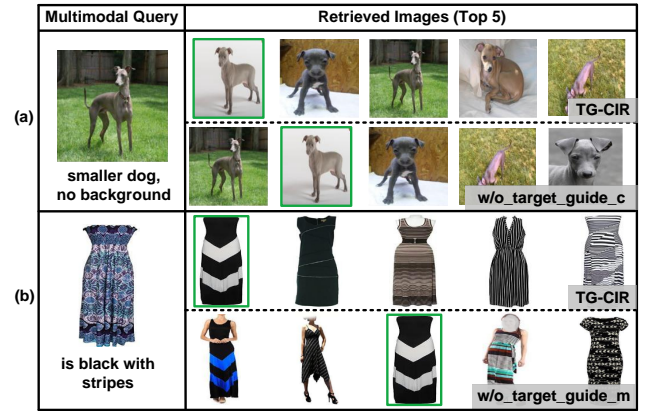 Multimodal Query
Retrieved Images (Top 5)
(a)
smaller dog,
no background
TG-CIR
w/o_target_guide_c
(b)
is black with
stripes
TG-CIR
w/o_target_guide_m